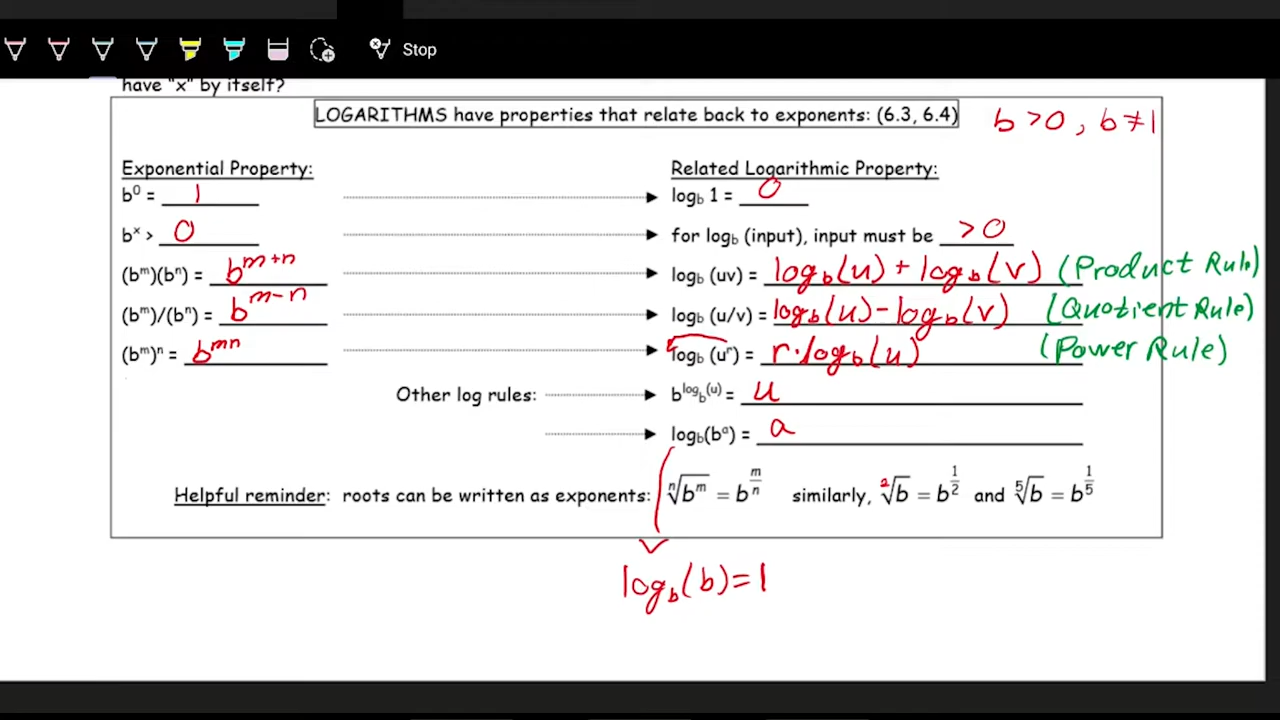 Stop
have "x" by itself?
LOGARITHMS have properties that relate back to exponents: (6.3, 6.4) b > 0, b ≠ 1
Exponential Property: Related Logarithmic Property:
b⁰ = 1 log_b 1 = 0
bˣ > 0 for log_b (input), input must be > 0
(bᵐ)(bⁿ) = b^{m+n} log_b (uv) = log_b(u) + log_b(v) (Product Rule)
(bᵐ)/(bⁿ) = b^{m-n} log_b (u/v) = log_b(u) - log_b(v) (Quotient Rule)
(bᵐ)ⁿ = b^{mn} log_b (uʳ) = r·log_b(u) (Power Rule)
Other log rules: b^{log_b(u)} = u
log_b(bᵃ) = a
Helpful reminder: roots can be written as exponents: ⁿ√bᵐ = b^{m/n} similarly, ²√b = b^{1/2} and ⁵√b = b^{1/5}
log_b(b) = 1